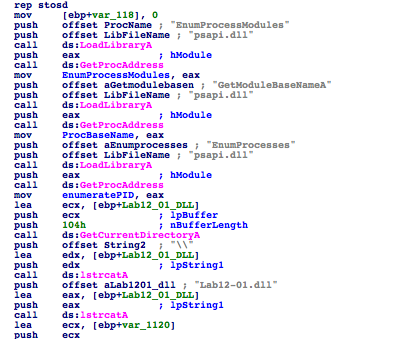 rep stosd
mov [ebp+var_118], 0
push offset ProcName ; "EnumProcessModules"
push offset LibFileName ; "psapi.dll"
call ds:LoadLibraryA
push eax ; hModule
call ds:GetProcAddress
mov EnumProcessModules, eax
push offset aGetmodulebasen ; "GetModuleBaseNameA"
push offset LibFileName ; "psapi.dll"
call ds:LoadLibraryA
push eax ; hModule
call ds:GetProcAddress
mov ProcBaseName, eax
push offset aEnumprocesses ; "EnumProcesses"
push offset LibFileName ; "psapi.dll"
call ds:LoadLibraryA
push eax ; hModule
call ds:GetProcAddress
mov enumeratePID, eax
lea ecx, [ebp+Lab12_01_DLL]
push ecx ; lpBuffer
push 104h ; nBufferLength
call ds:GetCurrentDirectoryA
push offset String2 ; "\\"
lea edx, [ebp+Lab12_01_DLL]
push edx ; lpString1
call ds:lstrcatA
push offset aLab1201_dll ; "Lab12-01.dll"
lea eax, [ebp+Lab12_01_DLL]
push eax ; lpString1
call ds:lstrcatA
lea ecx, [ebp+var_1120]
push ecx